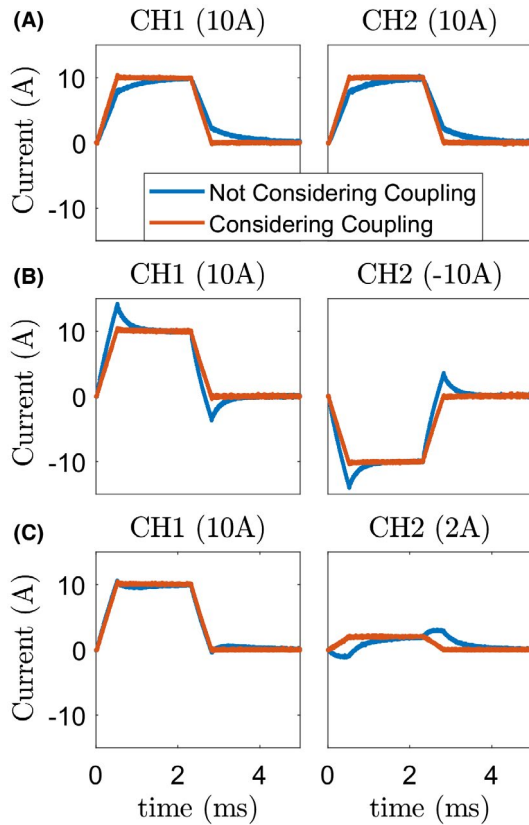 (A)
CH1 (10A)
CH2 (10A)
Current (A)
10
0
-10
Not Considering Coupling
Considering Coupling
(B)
CH1 (10A)
CH2 (-10A)
Current (A)
10
0
-10
(C)
CH1 (10A)
CH2 (2A)
Current (A)
10
0
-10
0 2 4
0 2 4
time (ms)
time (ms)